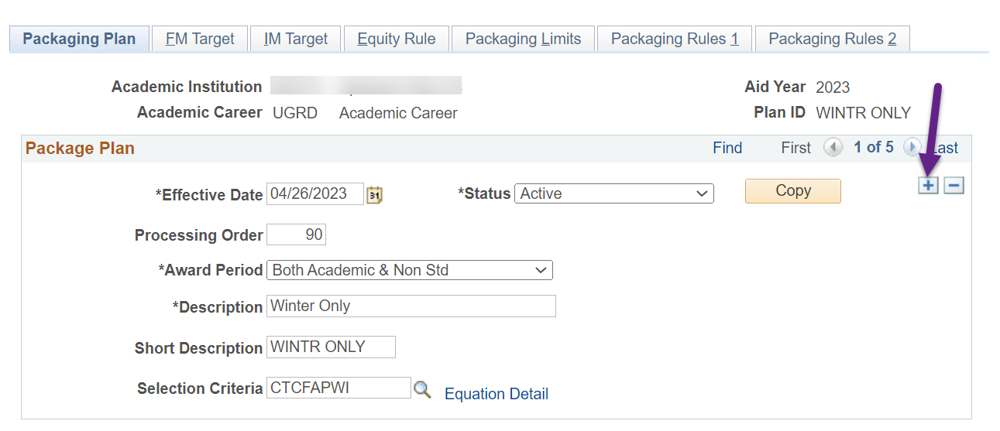 Packaging Plan FM Target IM Target Equity Rule Packaging Limits Packaging Rules 1 Packaging Rules 2
Academic Institution Aid Year 2023
Academic Career UGRD Academic Career Plan ID WINTR ONLY
Package Plan Find First 1 of 5 Last
*Effective Date 04/26/2023 31 *Status Active Copy
Processing Order 90
*Award Period Both Academic & Non Std
*Description Winter Only
Short Description WINTR ONLY
Selection Criteria CTCFAPWI Equation Detail